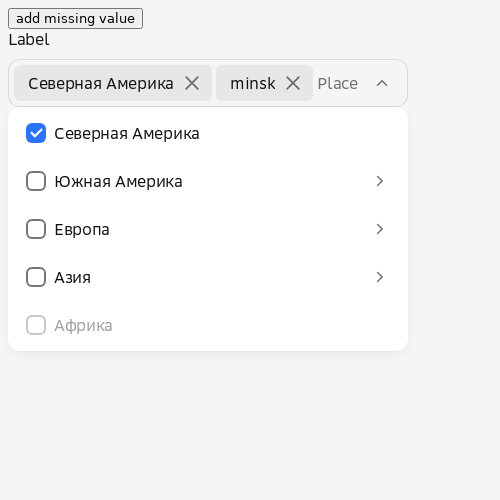 add missing value
Label
Северная Америка minsk Place
Северная Америка
Южная Америка
Европа
Азия
Африка